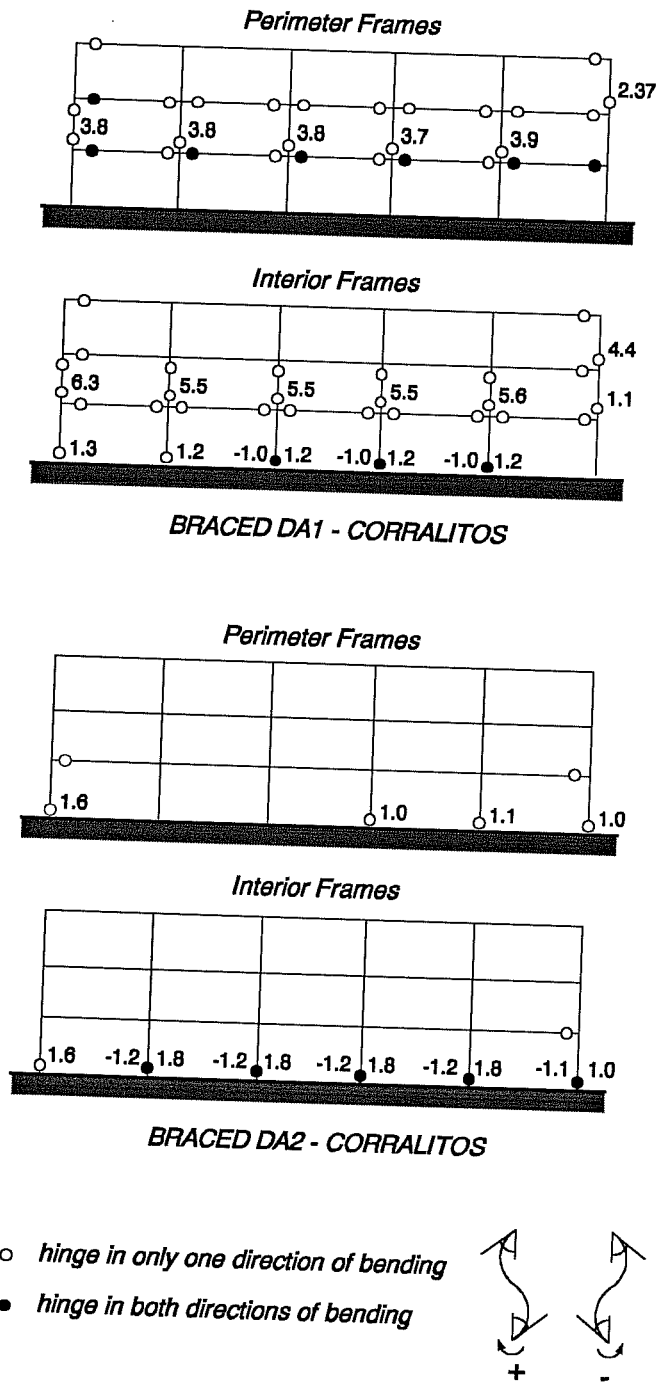 Perimeter Frames
2.37
3.8 3.8 3.8 3.7 3.9
Interior Frames
4.4
6.3 5.5 5.5 5.5 5.6 1.1
1.3 1.2 -1.0 1.2 -1.0 1.2 -1.0 1.2
BRACED DA1 - CORRALITOS
Perimeter Frames
1.6 1.0 1.1 1.0
Interior Frames
1.6 -1.2 1.8 -1.2 1.8 -1.2 1.8 -1.2 1.8 -1.1 1.0
BRACED DA2 - CORRALITOS
hinge in only one direction of bending
hinge in both directions of bending
+ -